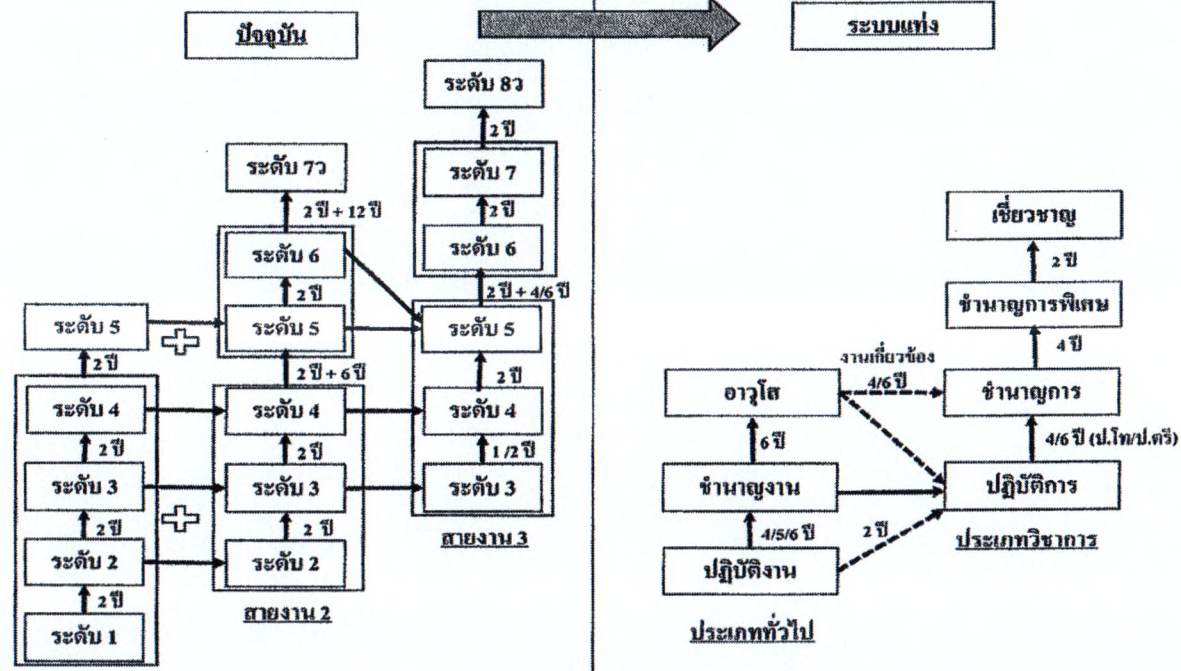 ปัจจุบัน
ระดับ 5
2 ปี
ระดับ 4
2 ปี
ระดับ 3
2 ปี
ระดับ 2
2 ปี
ระดับ 1
ระดับ 7ว
2 ปี + 12 ปี
ระดับ 6
2 ปี
ระดับ 5
2 ปี + 6 ปี
ระดับ 4
2 ปี
ระดับ 3
2 ปี
ระดับ 2
สายงาน 2
ระดับ 8ว
2 ปี
ระดับ 7
2 ปี
ระดับ 6
2 ปี + 4/6 ปี
ระดับ 5
2 ปี
ระดับ 4
1 /2 ปี
ระดับ 3
สายงาน 3
ระบบแท่ง
อาวุโส
6 ปี
ชำนาญงาน
4/5/6 ปี
ปฏิบัติงาน
ประเภททั่วไป
งานเกี่ยวข้อง
4/6 ปี
2 ปี
เชี่ยวชาญ
2 ปี
ชำนาญการพิเศษ
4 ปี
ชำนาญการ
4/6 ปี (ป.โท/ป.ตรี)
ปฏิบัติการ
ประเภทวิชาการ